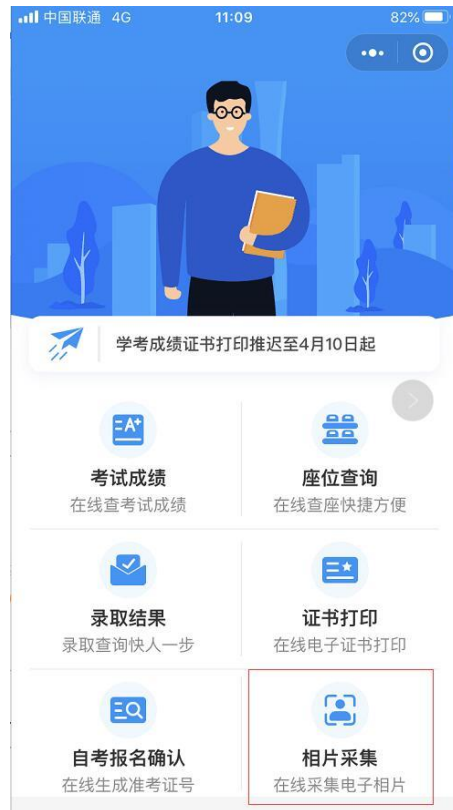 中国联通 4G 11:09 82%
学考成绩证书打印推迟至4月10日起
A+
考试成绩 座位查询
在线查考试成绩 在线查座快捷方便
录取结果 证书打印
录取查询快人一步 在线电子证书打印
自考报名确认 相片采集
在线生成准考证号 在线采集电子相片